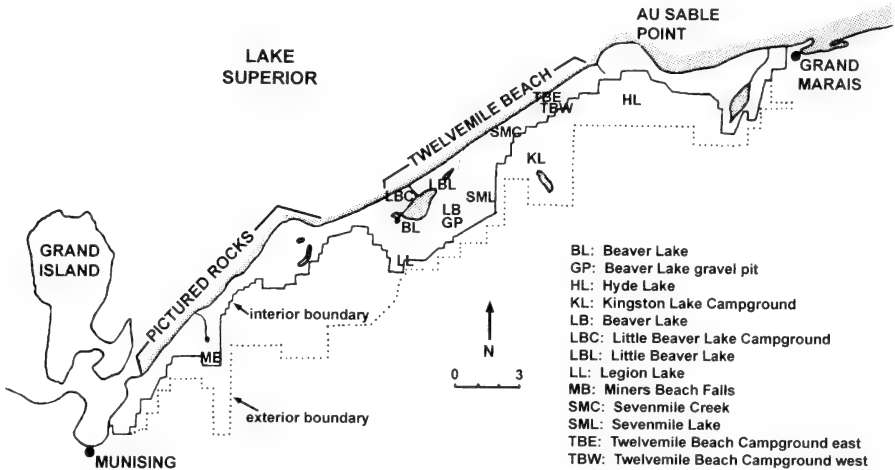 AU SABLE
POINT
LAKE
SUPERIOR
GRAND
MARAIS
TWELVEMILE BEACH
TBE
TBW
HL
SMC
KL
LBL
LBC
SML
LB
GP
BL
LL
GRAND
ISLAND
PICTURED ROCKS
interior boundary
MB
exterior boundary
MUNISING
N
0 3
BL: Beaver Lake
GP: Beaver Lake gravel pit
HL: Hyde Lake
KL: Kingston Lake Campground
LB: Beaver Lake
LBC: Little Beaver Lake Campground
LBL: Little Beaver Lake
LL: Legion Lake
MB: Miners Beach Falls
SMC: Sevenmile Creek
SML: Sevenmile Lake
TBE: Twelvemile Beach Campground east
TBW: Twelvemile Beach Campground west